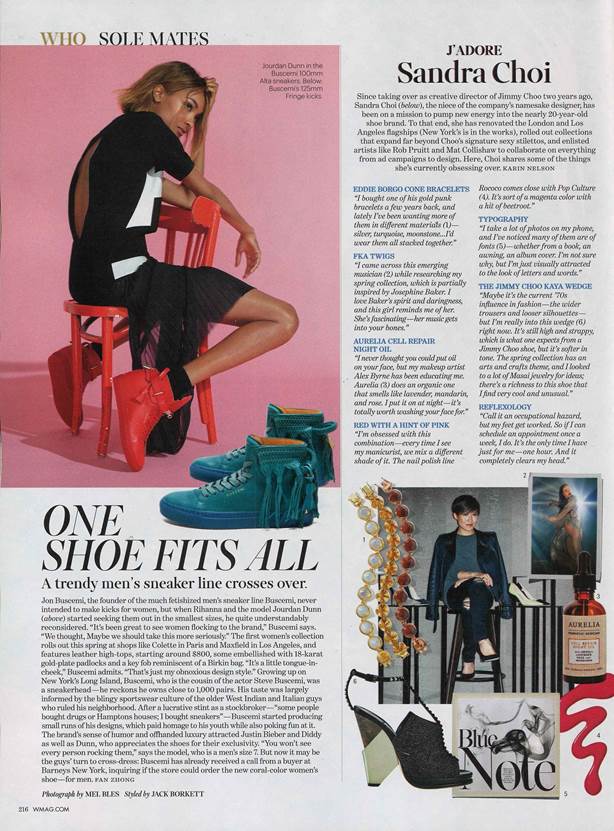 WHO SOLE MATES
Jourdan Dunn in the
Buscemi 100mm
Alta sneakers. Below:
Buscemi's 125mm
Fringe kicks.
ONE
SHOE FITS ALL
A trendy men's sneaker line crosses over.
Jon Buscemi, the founder of the much fetishized men's sneaker line Buscemi, never
intended to make kicks for women, but when Rihanna and the model Jourdan Dunn
(above) started seeking them out in the smallest sizes, he quite understandably
reconsidered. "It's been great to see women flocking to the brand," Buscemi says.
"We thought, Maybe we should take this more seriously." The first women's collection
rolls out this spring at shops like Colette in Paris and Maxfield in Los Angeles, and
features leather high-tops, starting around $800, some embellished with 18-karat
gold-plate padlocks and a key fob reminiscent of a Birkin bag. "It's a little tongue-in-
cheek," Buscemi admits. "That's just my obnoxious design style." Growing up on
New York's Long Island, Buscemi, who is the cousin of the actor Steve Buscemi, was
a sneakerhead—he reckons he owns close to 1,000 pairs. His taste was largely
informed by the blingy sportswear culture of the older West Indian and Italian guys
who ruled his neighborhood. After a lucrative stint as a stockbroker—"some people
bought drugs or Hamptons houses; I bought sneakers"—Buscemi started producing
small runs of his designs, which paid homage to his youth while also poking fun at it.
The brand's sense of humor and offhanded luxury attracted Justin Bieber and Diddy
as well as Dunn, who appreciates the shoes for their exclusivity. "You won't see
every person rocking them," says the model, who is a men's size 7. But now it may be
the guys' turn to cross-dress: Buscemi has already received a call from a buyer at
Barneys New York, inquiring if the store could order the new coral-color women's
shoe—for men. FAN ZHONG
Photograph by MEL BLES Styled by JACK BORKETT
216 WMAG.COM
J'ADORE
Sandra Choi
Since taking over as creative director of Jimmy Choo two years ago,
Sandra Choi (below), the niece of the company's namesake designer, has
been on a mission to pump new energy into the nearly 20-year-old
shoe brand. To that end, she has renovated the London and Los
Angeles flagships (New York's is in the works), rolled out collections
that expand far beyond Choo's signature sexy stilettos, and enlisted
artists like Rob Pruitt and Mat Collishaw to collaborate on everything
from ad campaigns to design. Here, Choi shares some of the things
she's currently obsessing over. KARIN NELSON
EDDIE BORGO CONE BRACELETS
"I bought one of his gold punk
bracelets a few years back, and
lately I've been wanting more of
them in different materials (1)—
silver, turquoise, moonstone...I'd
wear them all stacked together."
FKA TWIGS
"I came across this emerging
musician (2) while researching my
spring collection, which is partially
inspired by Josephine Baker. I
love Baker's spirit and daringness,
and this girl reminds me of her.
She's fascinating—her music gets
into your bones."
AURELIA CELL REPAIR
NIGHT OIL
"I never thought you could put oil
on your face, but my makeup artist
Alex Byrne has been educating me.
Aurelia (3) does an organic one
that smells like lavender, mandarin,
and rose. I put it on at night—it's
totally worth washing your face for."
RED WITH A HINT OF PINK
"I'm obsessed with this
combination—every time I see
my manicurist, we mix a different
shade of it. The nail polish line
Rococo comes close with Pop Culture
(4). It's sort of a magenta color with
a hit of beetroot."
TYPOGRAPHY
"I take a lot of photos on my phone,
and I've noticed many of them are of
fonts (5)—whether from a book, an
awning, an album cover. I'm not sure
why, but I'm just visually attracted
to the look of letters and words."
THE JIMMY CHOO KAYA WEDGE
"Maybe it's the current '70s
influence in fashion—the wider
trousers and looser silhouettes—
but I'm really into this wedge (6)
right now. It's still high and strappy,
which is what one expects from a
Jimmy Choo shoe, but it's softer in
tone. The spring collection has an
arts and crafts theme, and I looked
to a lot of Masai jewelry for ideas;
there's a richness to this shoe that
I find very cool and unusual."
REFLEXOLOGY
"Call it an occupational hazard,
but my feet get worked. So if I can
schedule an appointment once a
week, I do. It's the only time I have
just for me—one hour. And it
completely clears my head."
1
2
3
AURELIA
CELL REPAIR
NIGHT OIL
4
Blue
Note
5